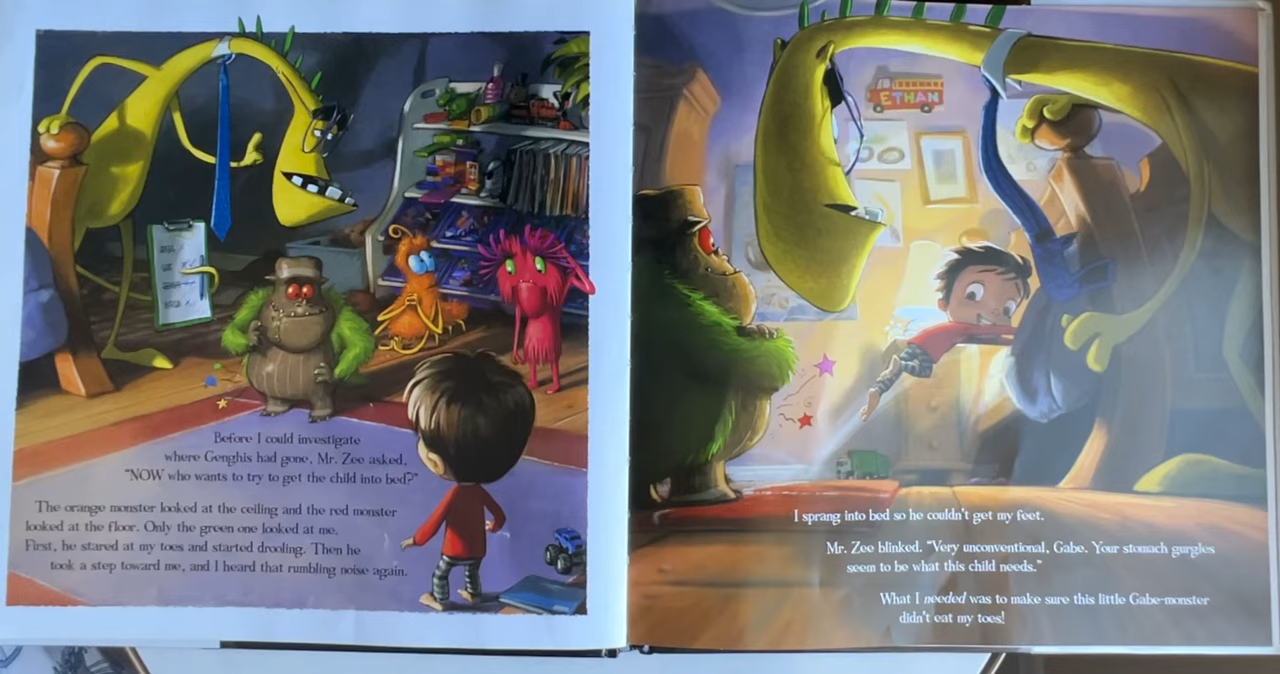 Before I could investigate
where Genghis had gone, Mr. Zee asked,
"NOW who wants to try to get the child into bed?"
The orange monster looked at the ceiling and the red monster
looked at the floor. Only the green one looked at me.
First, he stared at my toes and started drooling. Then he
took a step toward me, and I heard that rumbling noise again.
ETHAN
I sprang into bed so he couldn't get my feet.
Mr. Zee blinked. "Very unconventional, Gabe. Your stomach gurgles
seem to be what this child needs."
What I needed was to make sure this little Gabe-monster
didn't eat my toes!